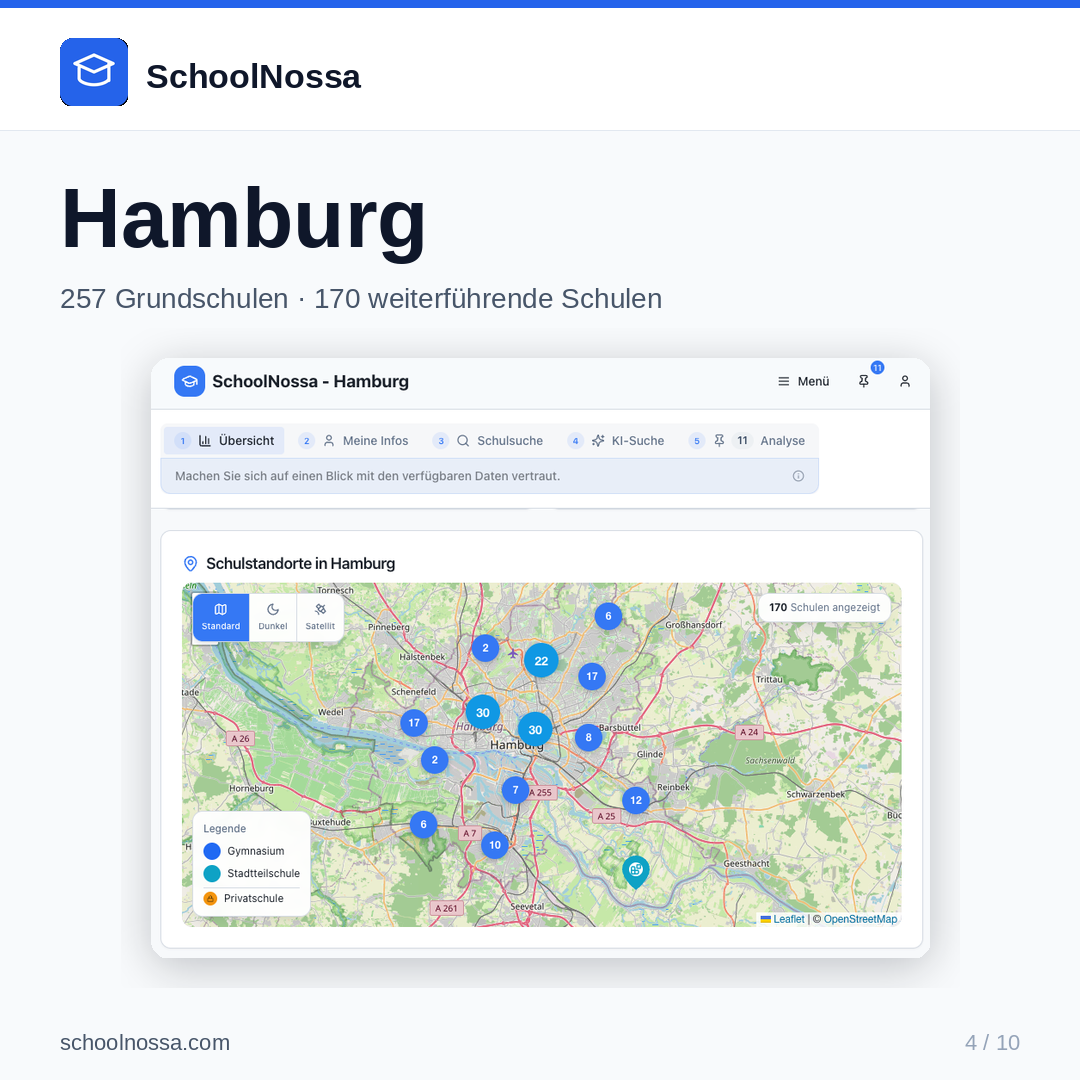 SchoolNossa
Hamburg
257 Grundschulen · 170 weiterführende Schulen
SchoolNossa - Hamburg
Menü
11
1 Übersicht
2 Meine Infos
3 Schulsuche
4 KI-Suche
5 11 Analyse
Machen Sie sich auf einen Blick mit den verfügbaren Daten vertraut.
Schulstandorte in Hamburg
Standard
Dunkel
Satellit
170 Schulen angezeigt
Tornesch
Pinneberg
6
Großhansdorf
2
22
Halstenbek
17
Trittau
Schenefeld
Wedel
30
17
Hamburg
30
Barsbüttel
8
A 24
A 26
Hamburg
Glinde
Sachsenwald
2
Horneburg
7
A 255
Reinbek
12
Schwarzenbek
A 25
6
A 7
10
Geesthacht
A 261
Seevetal
Legende
Gymnasium
Stadtteilschule
Privatschule
Leaflet | © OpenStreetMap
schoolnossa.com
4 / 10